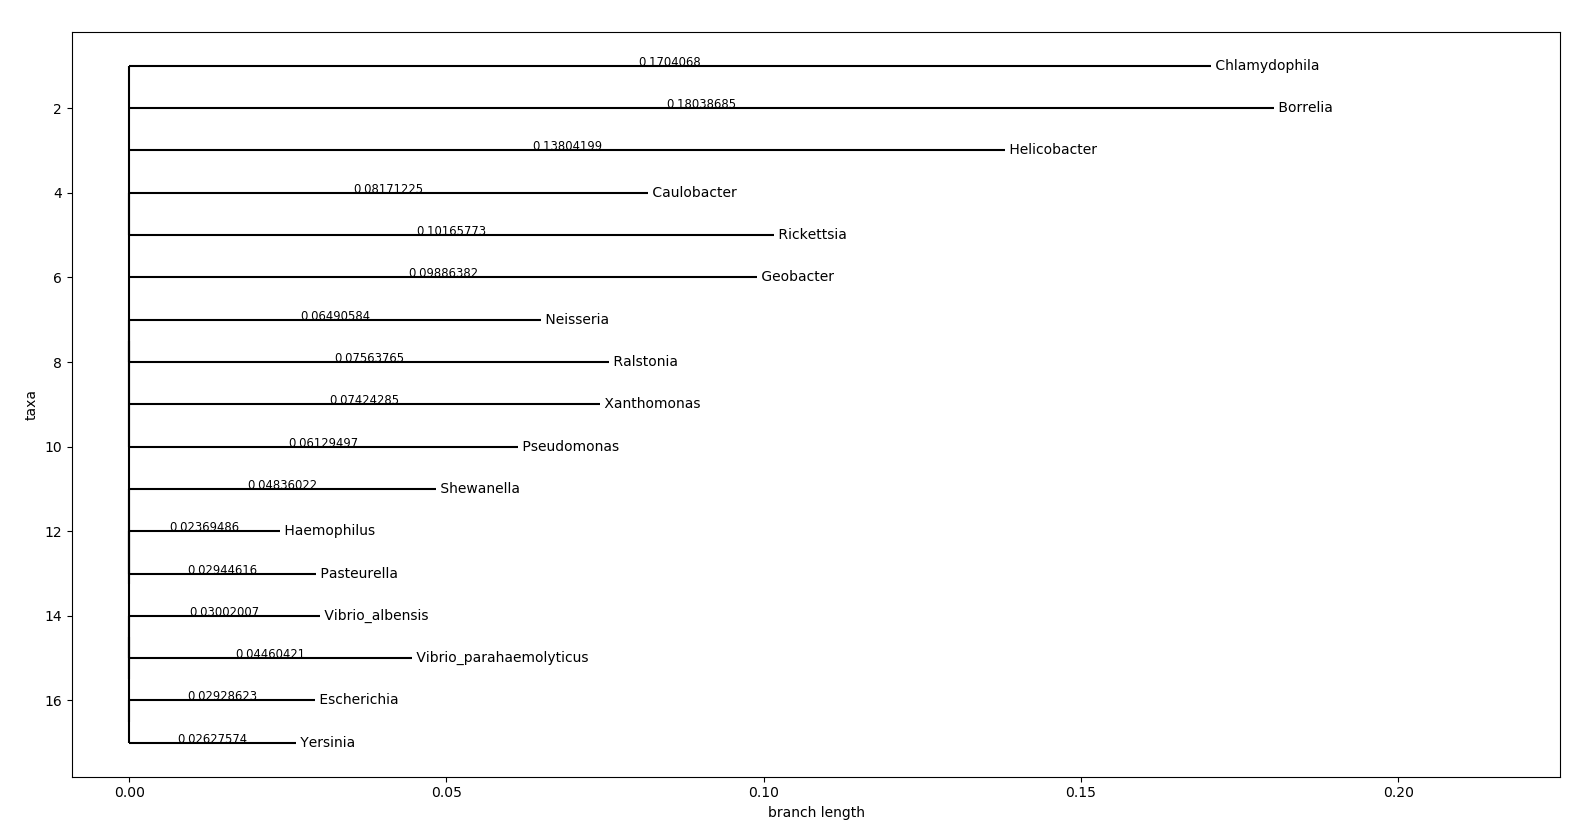 0.1704068 Chlamydophila
2 0.18038685 Borrelia
0.13804199 Helicobacter
4 0.08171225 Caulobacter
0.10165773 Rickettsia
6 0.09886382 Geobacter
0.06490584 Neisseria
8 0.07563765 Ralstonia
0.07424285 Xanthomonas
10 0.06129497 Pseudomonas
taxa
0.04836022 Shewanella
12 0.02369486 Haemophilus
0.02944616 Pasteurella
14 0.03002007 Vibrio_albensis
0.04460421 Vibrio_parahaemolyticus
16 0.02928623 Escherichia
0.02627574 Yersinia
0.00 0.05 0.10 0.15 0.20
branch length